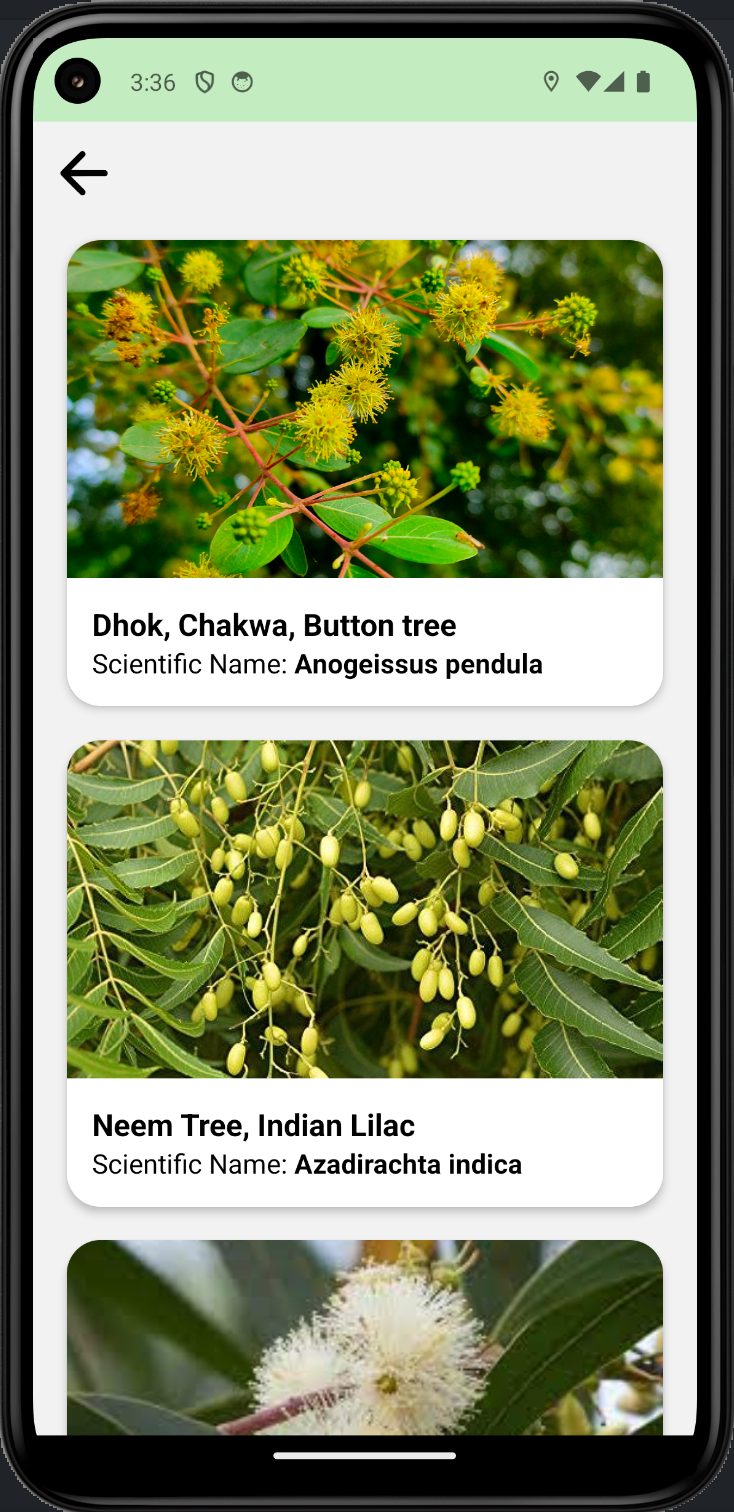 3:36
Dhok, Chakwa, Button tree
Scientific Name: Anogeissus pendula
Neem Tree, Indian Lilac
Scientific Name: Azadirachta indica